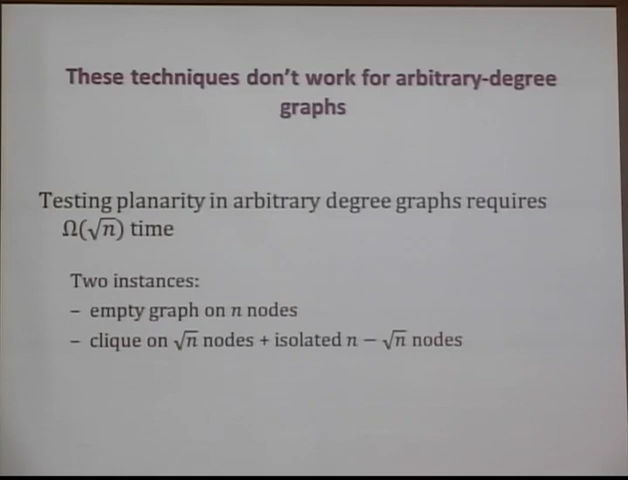 These techniques don't work for arbitrary-degree
graphs
Testing planarity in arbitrary degree graphs requires
Ω(√n) time
Two instances:
– empty graph on n nodes
– clique on √n nodes + isolated n − √n nodes